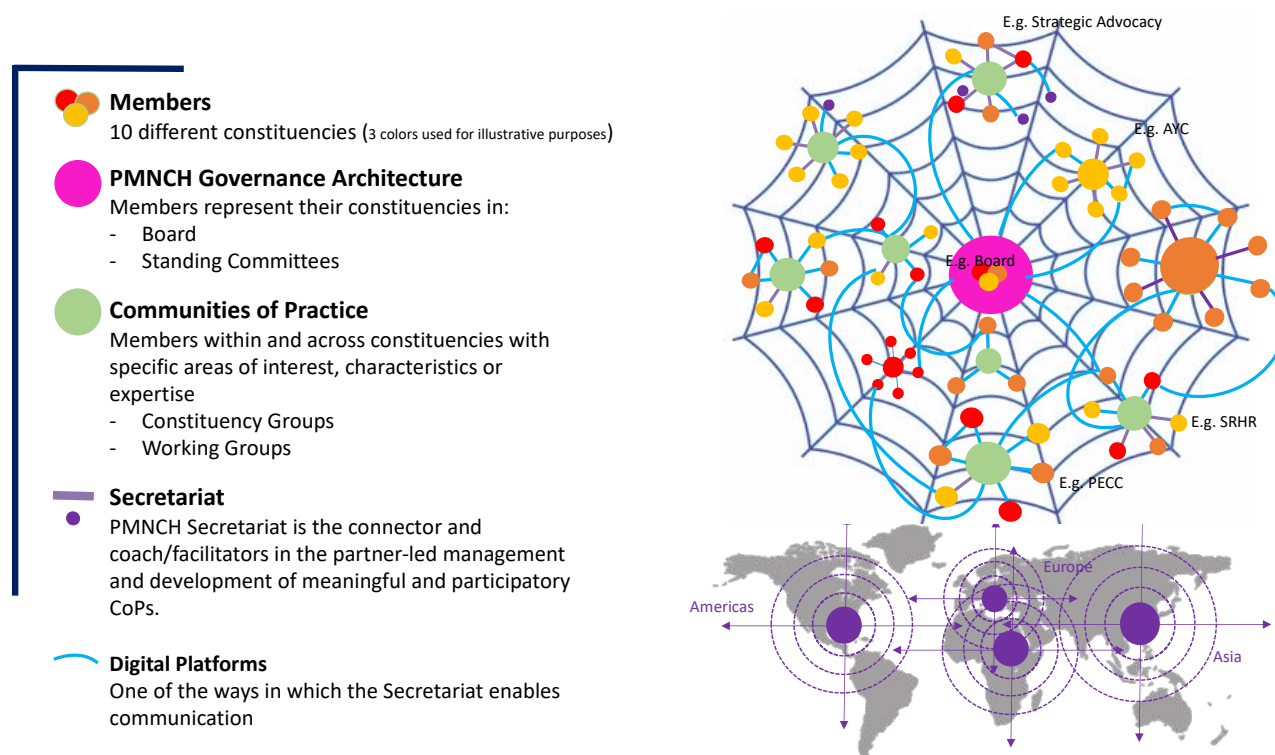 Members
10 different constituencies (3 colors used for illustrative purposes)
PMNCH Governance Architecture
Members represent their constituencies in:
- Board
- Standing Committees
Communities of Practice
Members within and across constituencies with
specific areas of interest, characteristics or
expertise
- Constituency Groups
- Working Groups
Secretariat
PMNCH Secretariat is the connector and
coach/facilitators in the partner-led management
and development of meaningful and participatory
CoPs.
Digital Platforms
One of the ways in which the Secretariat enables
communication
E.g. Strategic Advocacy
E.g. AYC
E.g. Board
E.g. SRHR
E.g. PECC
Europe
Americas
Asia